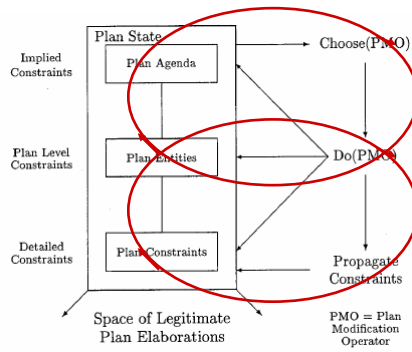 Plan State
Implied
Constraints
Plan Agenda
Choose(PMO)
Plan Level
Constraints
Plan Entities
Do(PMO)
Detailed
Constraints
Plan Constraints
Propagate
Constraints
Space of Legitimate
Plan Elaborations
PMO = Plan
Modification
Operator